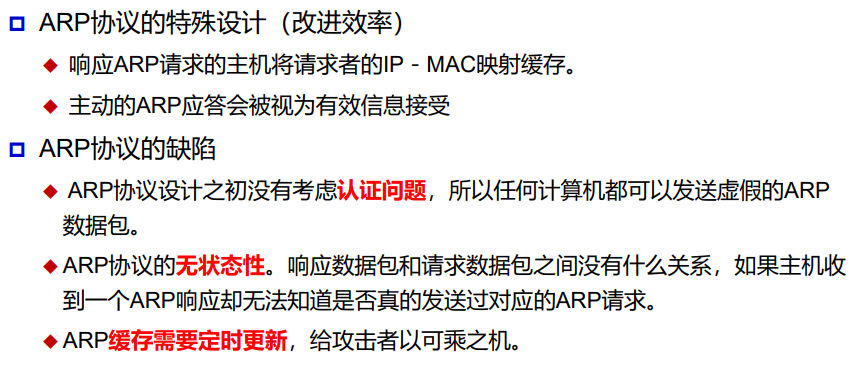 ARP协议的特殊设计（改进效率）
响应ARP请求的主机将请求者的IP－MAC映射缓存。
主动的ARP应答会被视为有效信息接受
ARP协议的缺陷
ARP协议设计之初没有考虑认证问题，所以任何计算机都可以发送虚假的ARP
数据包。
ARP协议的无状态性。响应数据包和请求数据包之间没有什么关系，如果主机收
到一个ARP响应却无法知道是否真的发送过对应的ARP请求。
ARP缓存需要定时更新，给攻击者以可乘之机。